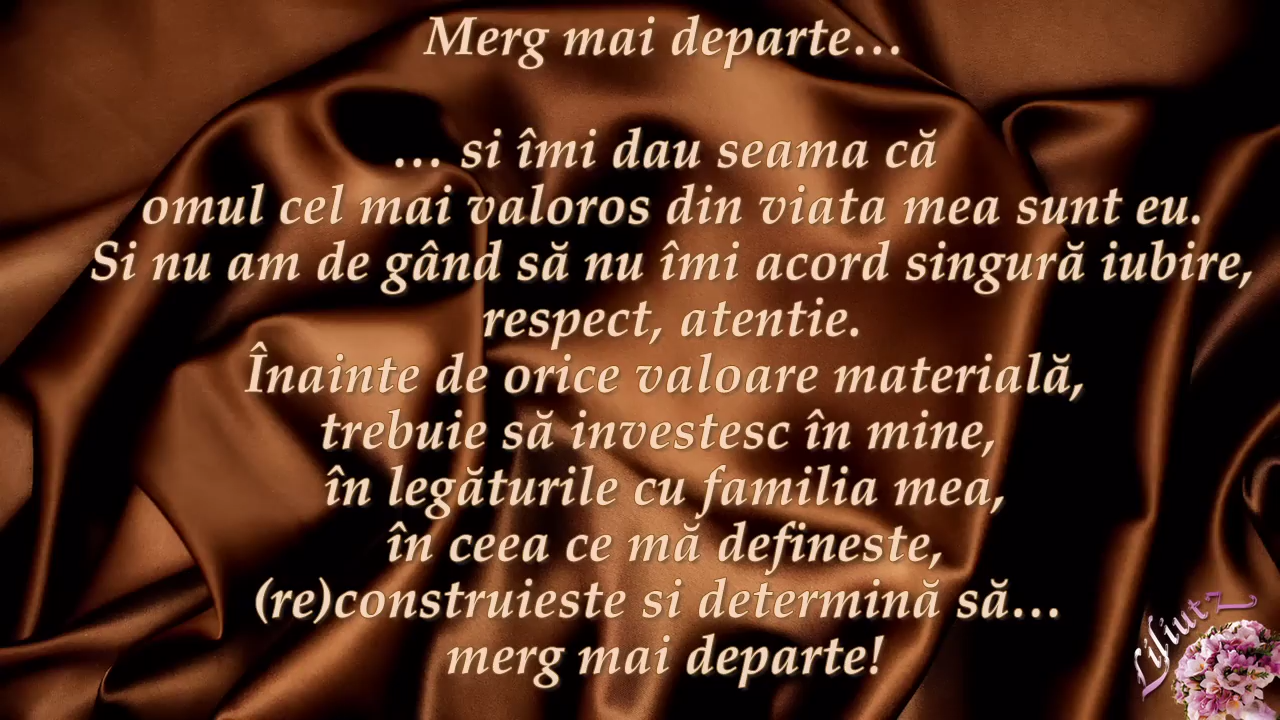 Merg mai departe...
... si îmi dau seama că
omul cel mai valoros din viata mea sunt eu.
Si nu am de gând să nu îmi acord singură iubire,
respect, atentie.
Înainte de orice valoare materială,
trebuie să investesc în mine,
în legăturile cu familia mea,
în ceea ce mă defineste,
(re)construieste si determină să...
merg mai departe!
LiliutZ